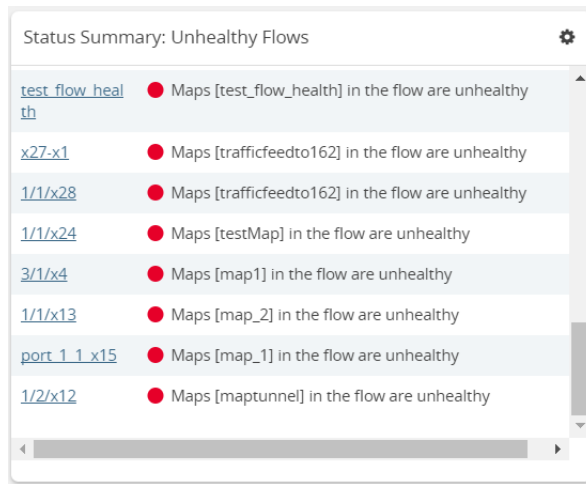 Status Summary: Unhealthy Flows
test_flow_heal
th
Maps [test_flow_health] in the flow are unhealthy
x27-x1
Maps [trafficfeedto162] in the flow are unhealthy
1/1/x28
Maps [trafficfeedto162] in the flow are unhealthy
1/1/x24
Maps [testMap] in the flow are unhealthy
3/1/x4
Maps [map1] in the flow are unhealthy
1/1/x13
Maps [map_2] in the flow are unhealthy
port_1_1_x15
Maps [map_1] in the flow are unhealthy
1/2/x12
Maps [maptunnel] in the flow are unhealthy